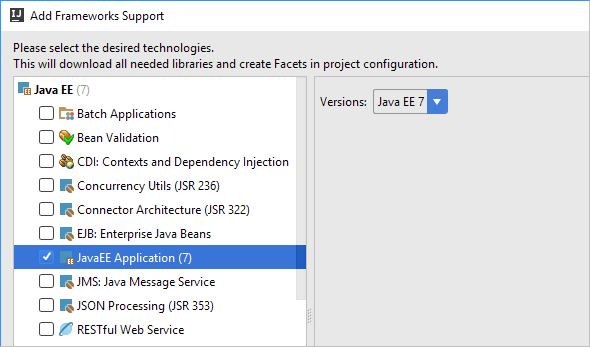 IJ Add Frameworks Support
Please select the desired technologies.
This will download all needed libraries and create Facets in project configuration.
Java EE (7)
Batch Applications
Bean Validation
CDI: Contexts and Dependency Injection
Concurrency Utils (JSR 236)
Connector Architecture (JSR 322)
EJB: Enterprise Java Beans
JavaEE Application (7)
JMS: Java Message Service
JSON Processing (JSR 353)
RESTful Web Service
Versions: Java EE 7